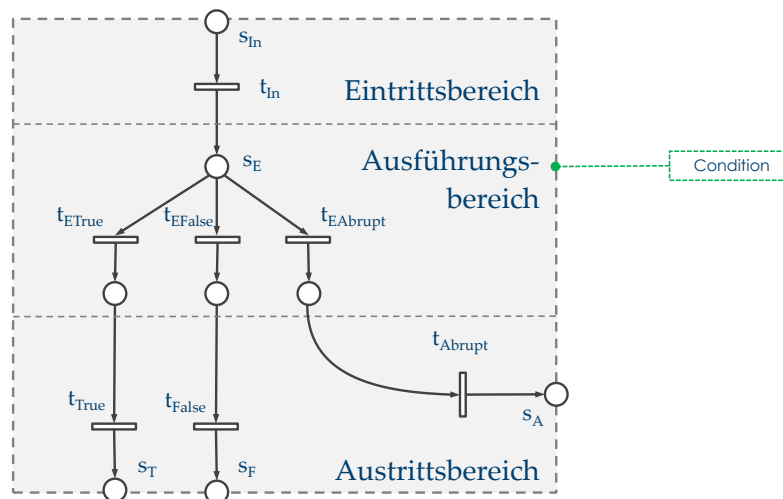 s_In
t_In
Eintrittsbereich
s_E
Ausführungs-
bereich
Condition
t_ETrue
t_EFalse
t_EAbrupt
t_Abrupt
t_True
t_False
s_A
s_T
s_F
Austrittsbereich